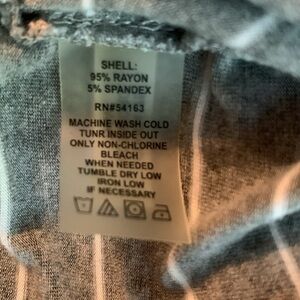 SHELL:
95% RAYON
5% SPANDEX
RN#54163
MACHINE WASH COLD
TUNR INSIDE OUT
ONLY NON-CHLORINE
BLEACH
WHEN NEEDED
TUMBLE DRY LOW
IRON LOW
IF NECESSARY